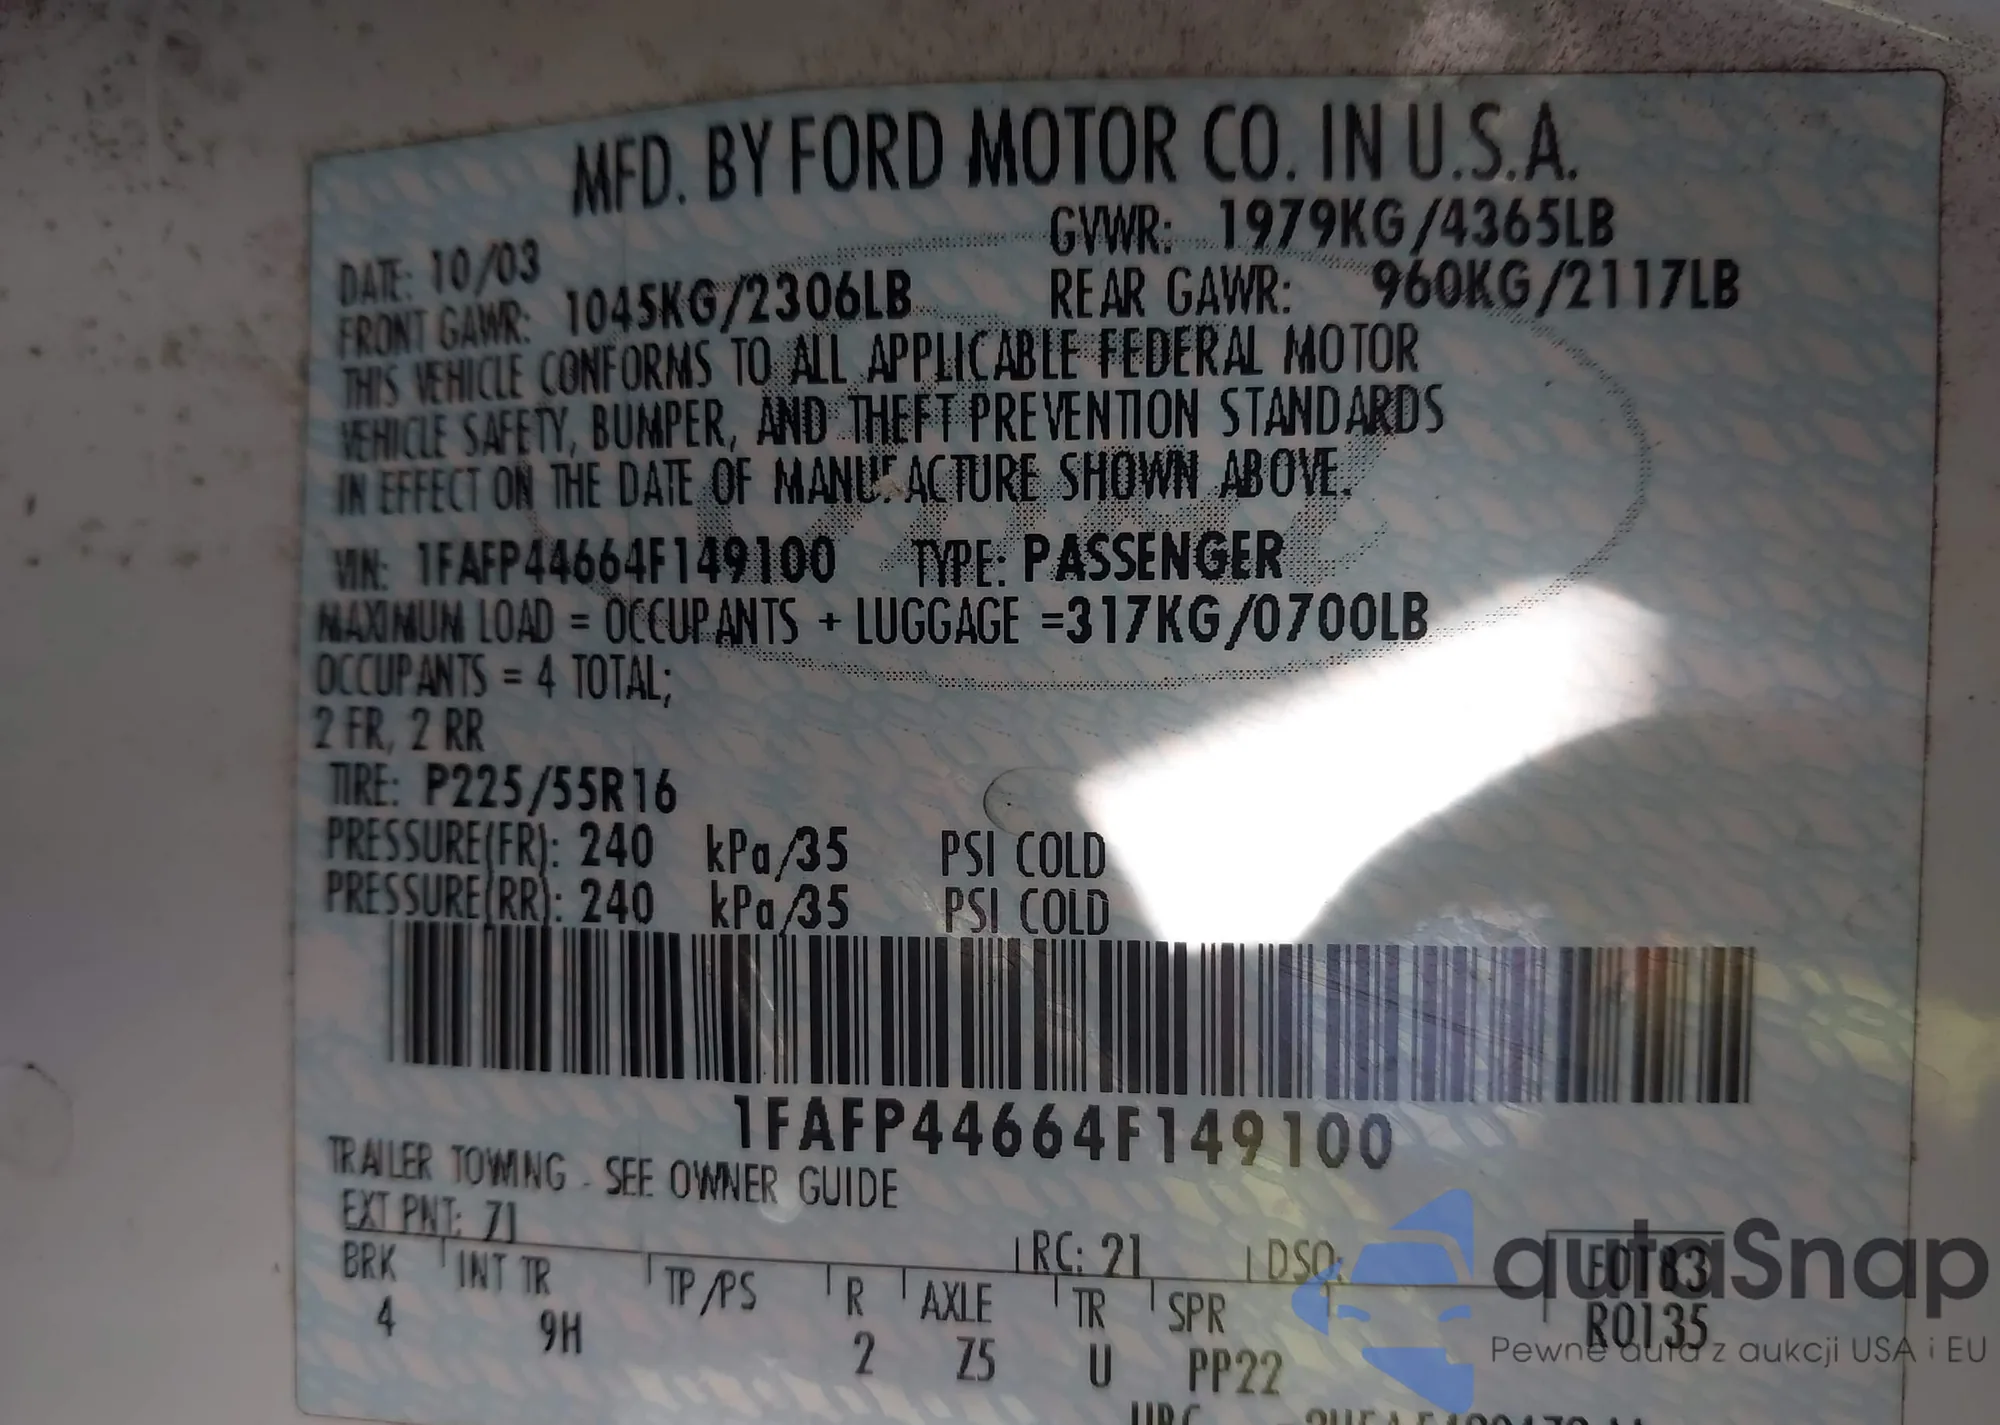 MFD. BY FORD MOTOR CO. IN U.S.A.
DATE: 10/03 GVWR: 1979KG/4365LB
FRONT GAWR: 1045KG/2306LB REAR GAWR: 960KG/2117LB
THIS VEHICLE CONFORMS TO ALL APPLICABLE FEDERAL MOTOR
VEHICLE SAFETY, BUMPER, AND THEFT PREVENTION STANDARDS
IN EFFECT ON THE DATE OF MANUFACTURE SHOWN ABOVE.
VIN: 1FAFP44664F149100 TYPE: PASSENGER
MAXIMUM LOAD = OCCUPANTS + LUGGAGE =317KG/0700LB
OCCUPANTS = 4 TOTAL;
2 FR, 2 RR
TIRE: P225/55R16
PRESSURE(FR): 240 kPa/35 PSI COLD
PRESSURE(RR): 240 kPa/35 PSI COLD
1FAFP44664F149100
TRAILER TOWING - SEE OWNER GUIDE
EXT PNT: Z1 RC: 21 DSO: F0T83
BRK INT TR TP/PS R AXLE TR SPR R0135
4 9H 2 Z5 U PP22
autaSnap
Pewne auta z aukcji USA i EU